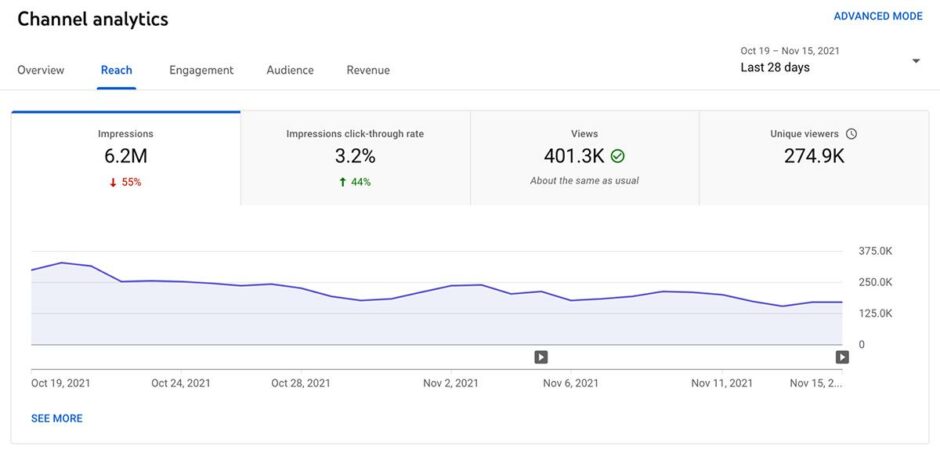 Channel analytics
ADVANCED MODE
Oct 19 – Nov 15, 2021
Last 28 days
Overview
Reach
Engagement
Audience
Revenue
Impressions
6.2M
55%
Impressions click-through rate
3.2%
44%
Views
401.3K
About the same as usual
Unique viewers
274.9K
375.0K
250.0K
125.0K
0
Oct 19, 2021
Oct 24, 2021
Oct 28, 2021
Nov 2, 2021
Nov 6, 2021
Nov 11, 2021
Nov 15, 2...
SEE MORE